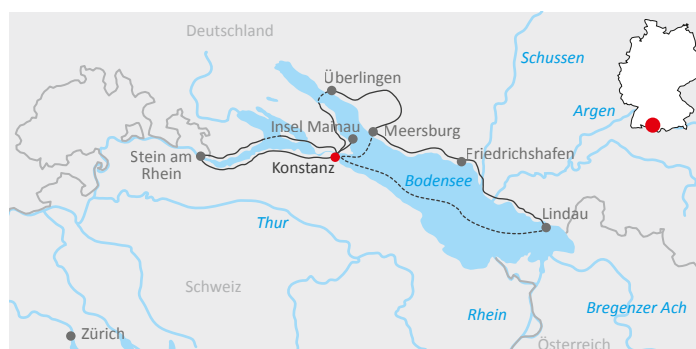 Deutschland
Schussen
Überlingen
Argen
Insel Mainau
Meersburg
Stein am
Rhein
Friedrichshafen
Konstanz
Bodensee
Thur
Lindau
Schweiz
Rhein
Bregenzer Ach
Zürich
Österreich